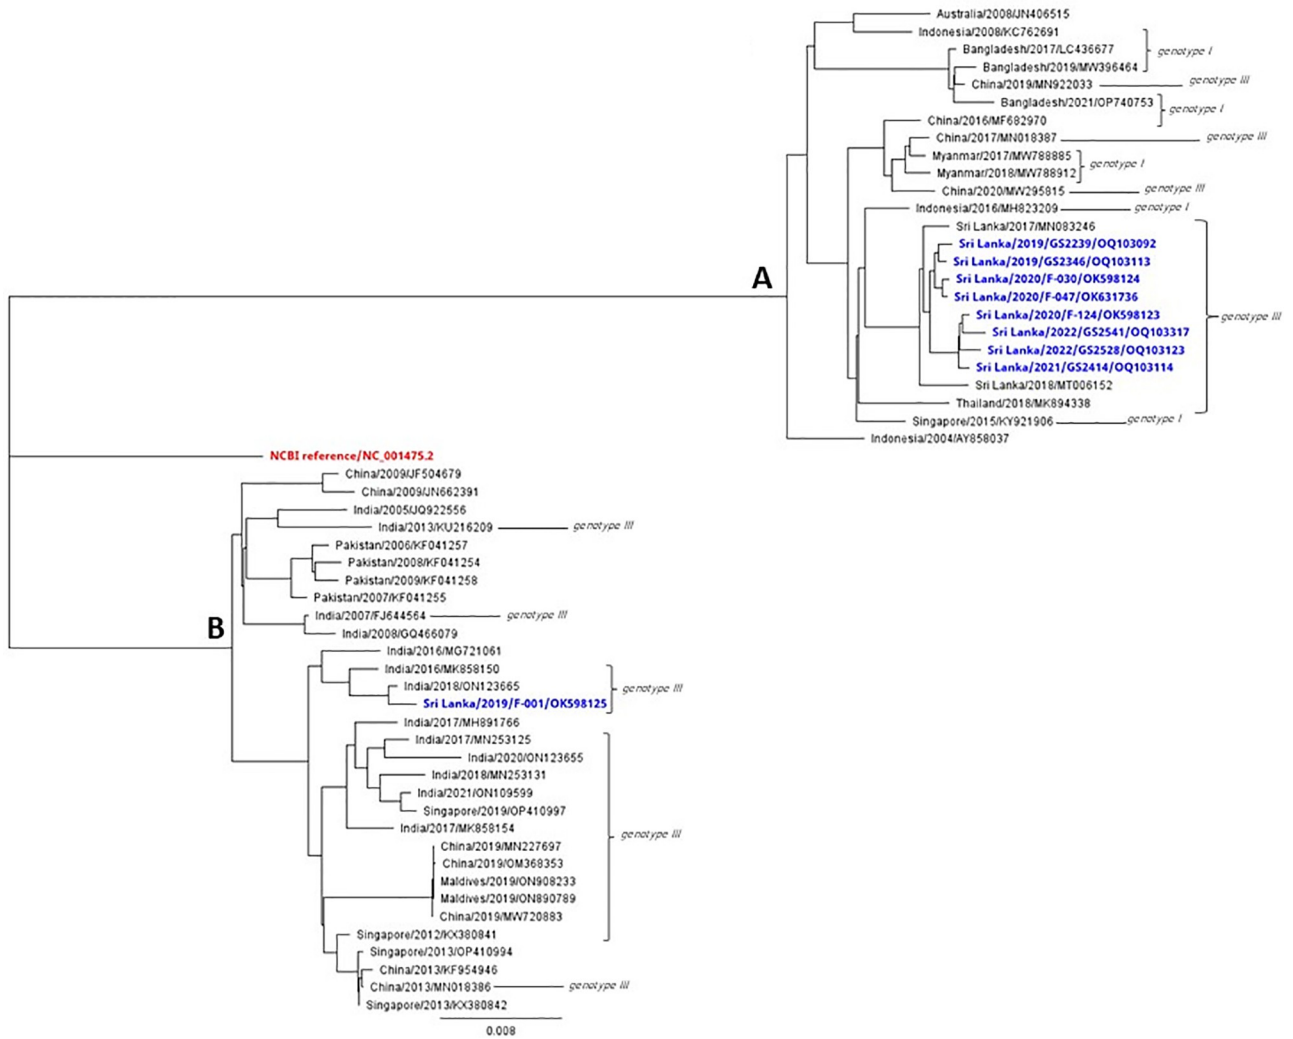 Australia/2008/JN406515
Indonesia/2008/KC762691
Bangladesh/2017/LC436677
genotype I
Bangladesh/2019/MW396464
China/2019/MN922033
genotype III
Bangladesh/2021/OP740753
genotype I
China/2016/MF682970
China/2017/MN018387
genotype III
Myanmar/2017/MW788885
genotype I
Myanmar/2018/MW788912
China/2020/MW295815
genotype III
Indonesia/2016/MH823209
genotype I
Sri Lanka/2017/MN083246
Sri Lanka/2019/GS2239/OQ103092
Sri Lanka/2019/GS2346/OQ103113
A
Sri Lanka/2020/F-030/OK598124
Sri Lanka/2020/F-047/OK631736
Sri Lanka/2020/F-124/OK598123
genotype III
Sri Lanka/2022/GS2541/OQ103317
Sri Lanka/2022/GS2528/OQ103123
Sri Lanka/2021/GS2414/OQ103114
Sri Lanka/2018/MT006152
Thailand/2018/MK894338
Singapore/2015/KY921906
genotype I
Indonesia/2004/AY858037
NCBI reference/NC_001475.2
China/2009/JF504679
China/2009/JN662391
India/2005/JQ922556
India/2013/KU216209
genotype III
Pakistan/2006/KF041257
Pakistan/2008/KF041254
Pakistan/2009/KF041258
Pakistan/2007/KF041255
India/2007/FJ644564
genotype III
B
India/2008/GQ466079
India/2016/MG721061
India/2016/MK858150
India/2018/ON123665
genotype III
Sri Lanka/2019/F-001/OK598125
India/2017/MH891766
India/2017/MN253125
India/2020/ON123655
India/2018/MN253131
India/2021/ON109599
Singapore/2019/OP410997
India/2017/MK858154
genotype III
China/2019/MN227697
China/2019/OM368353
Maldives/2019/ON908233
Maldives/2019/ON890789
China/2019/MW720883
Singapore/2012/KX380841
Singapore/2013/OP410994
China/2013/KF954946
China/2013/MN018386
genotype III
Singapore/2013/KX380842
0.008